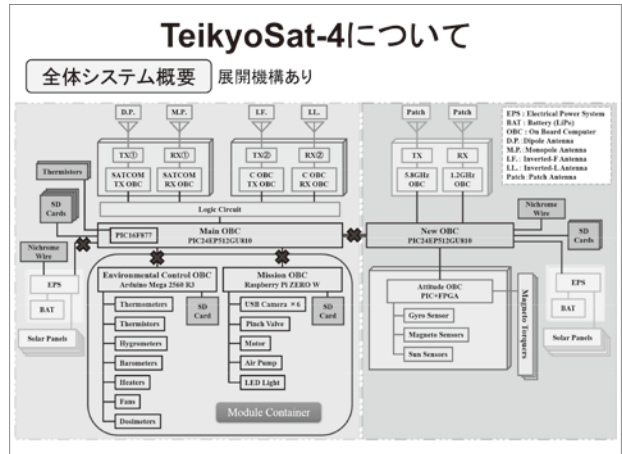 TeikyoSat-4について
全体システム概要 展開機構あり
D.P.
M.P.
I.F.
I.L.
Patch
Patch
EPS : Electrical Power System
BAT : Battery (LiPo)
OBC : On Board Computer
D.P.: Dipole Antenna
M.P.: Monopole Antenna
I.F. : Inverted-F Antenna
I.L. : Inverted-L Antenna
Patch : Patch Antenna
TX①
RX①
TX②
RX②
TX
RX
Thermistors
SATCOM
TX OBC
SATCOM
RX OBC
C OBC
TX OBC
C OBC
RX OBC
5.8GHz
OBC
1.2GHz
OBC
SD
Cards
Logic Circuit
Nichrome
Wire
PIC16F877
Main OBC
PIC24EP512GU810
New OBC
PIC24EP512GU810
SD
Cards
Nichrome
Wire
EPS
BAT
Solar Panels
Environmental Control OBC
Arduino Mega 2560 R3
Thermometers
Thermistors
Hygrometers
Barometers
Heaters
Fans
Dosimeters
SD
Card
Mission OBC
Raspberry Pi ZERO W
USB Camera ×6
Pinch Valve
Motor
Air Pump
LED Light
SD
Card
Module Container
Attitude OBC
PIC+FPGA
Gyro Sensor
Magneto Sensors
Sun Sensors
Magneto Torquers
EPS
BAT
Solar Panels